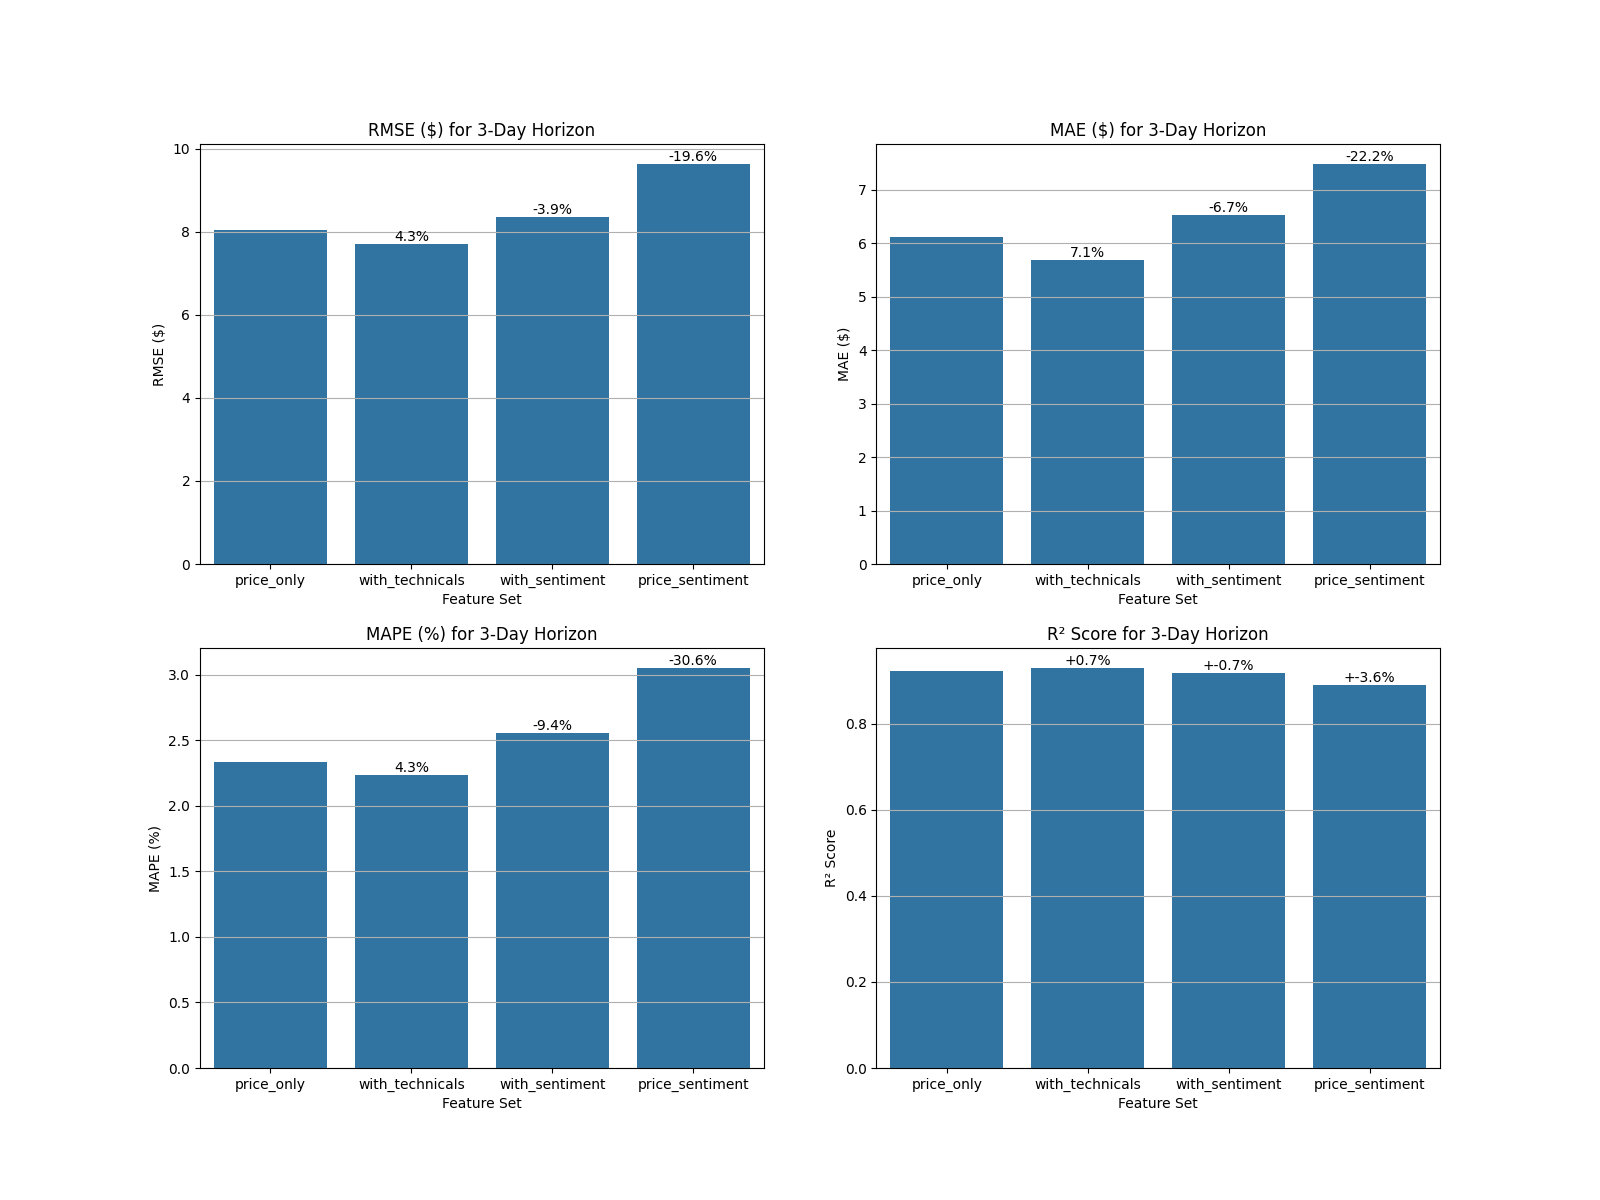 RMSE ($) for 3-Day Horizon
10
8
6
4
2
0
RMSE ($)
4.3%
-3.9%
-19.6%
price_only
with_technicals
with_sentiment
price_sentiment
Feature Set
MAE ($) for 3-Day Horizon
7
6
5
4
3
2
1
0
MAE ($)
7.1%
-6.7%
-22.2%
price_only
with_technicals
with_sentiment
price_sentiment
Feature Set
MAPE (%) for 3-Day Horizon
3.0
2.5
2.0
1.5
1.0
0.5
0.0
MAPE (%)
4.3%
-9.4%
-30.6%
price_only
with_technicals
with_sentiment
price_sentiment
Feature Set
R² Score for 3-Day Horizon
0.8
0.6
0.4
0.2
0.0
R² Score
+0.7%
+-0.7%
+-3.6%
price_only
with_technicals
with_sentiment
price_sentiment
Feature Set